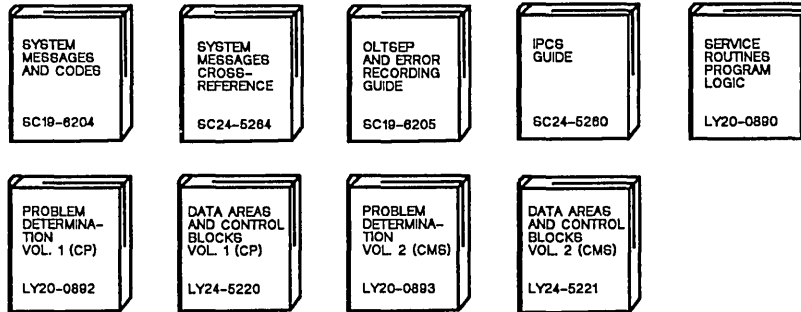 SYSTEM
MESSAGES
AND CODES
SC19-6204
SYSTEM
MESSAGES
CROSS-
REFERENCE
SC24-5264
OLTSEP
AND ERROR
RECORDING
GUIDE
SC19-6205
IPCS
GUIDE
SC24-5260
SERVICE
ROUTINES
PROGRAM
LOGIC
LY20-0890
PROBLEM
DETERMINA-
TION
VOL. 1 (CP)
LY20-0892
DATA AREAS
AND CONTROL
BLOCKS
VOL. 1 (CP)
LY24-5220
PROBLEM
DETERMINA-
TION
VOL. 2 (CMS)
LY20-0893
DATA AREAS
AND CONTROL
BLOCKS
VOL. 2 (CMS)
LY24-5221